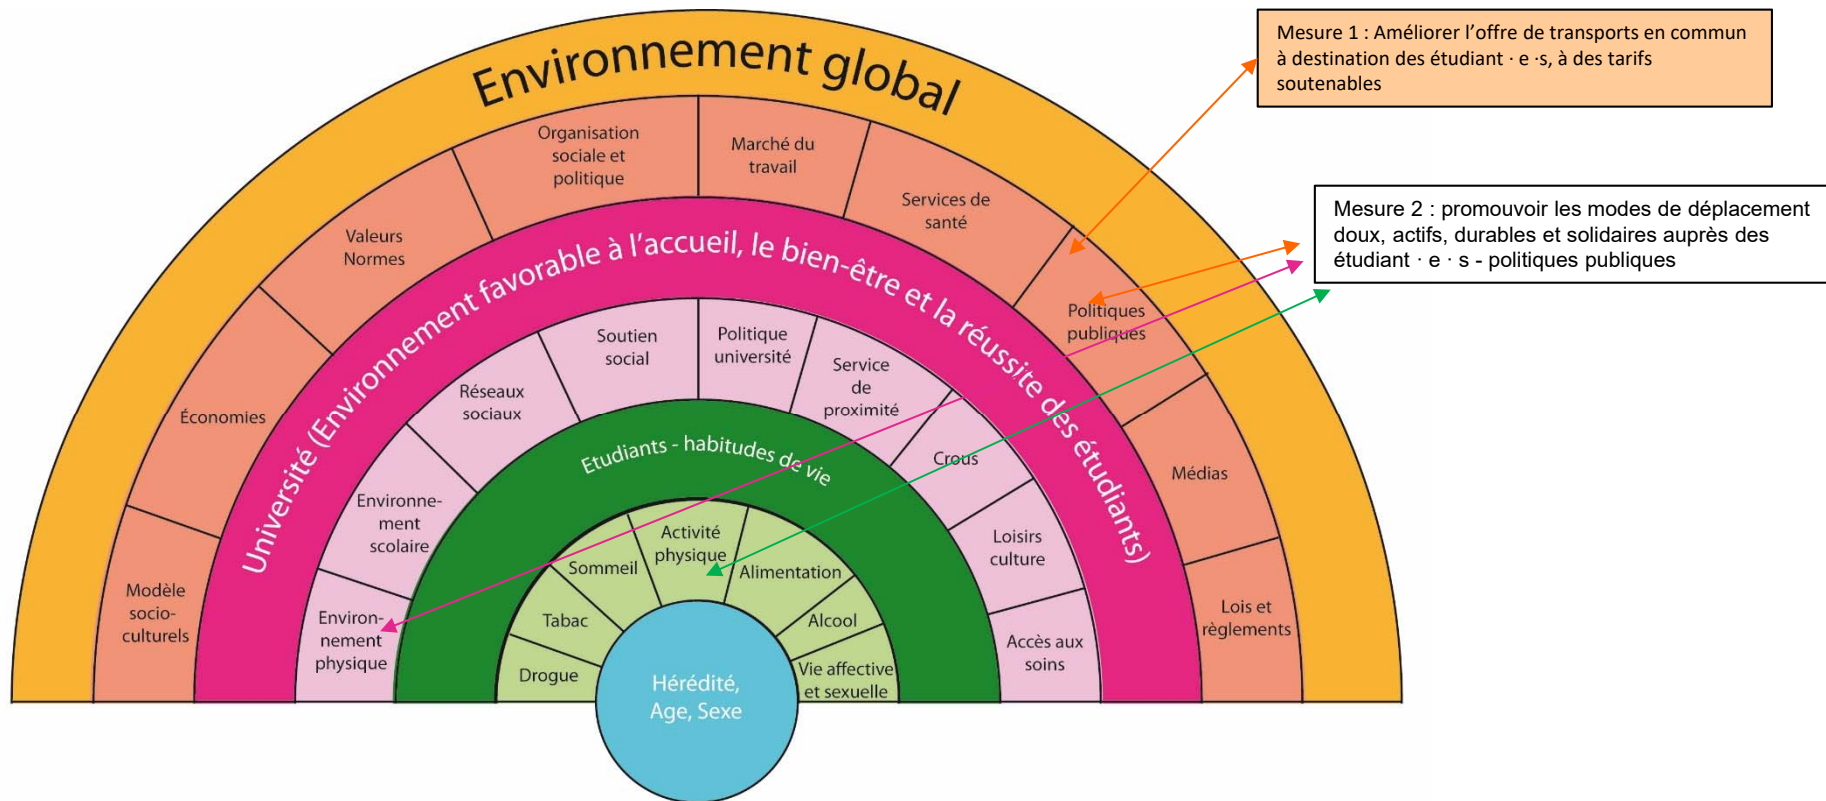 Environnement global
Mesure 1 : Améliorer l’offre de transports en commun
à destination des étudiant · e ·s, à des tarifs
soutenables
Mesure 2 : promouvoir les modes de déplacement
doux, actifs, durables et solidaires auprès des
étudiant · e · s - politiques publiques
Modèle
socio-
culturels
Économies
Valeurs
Normes
Organisation
sociale et
politique
Marché du
travail
Services de
santé
Politiques
publiques
Médias
Lois et
règlements
Université (Environnement favorable à l’accueil, le bien-être et la réussite des étudiants)
Environ-
nement
physique
Environne-
ment
scolaire
Réseaux
sociaux
Soutien
social
Politique
université
Service
de
proximité
Crous
Loisirs
culture
Accès aux
soins
Etudiants - habitudes de vie
Drogue
Tabac
Sommeil
Activité
physique
Alimentation
Alcool
Vie affective
et sexuelle
Hérédité,
Age, Sexe